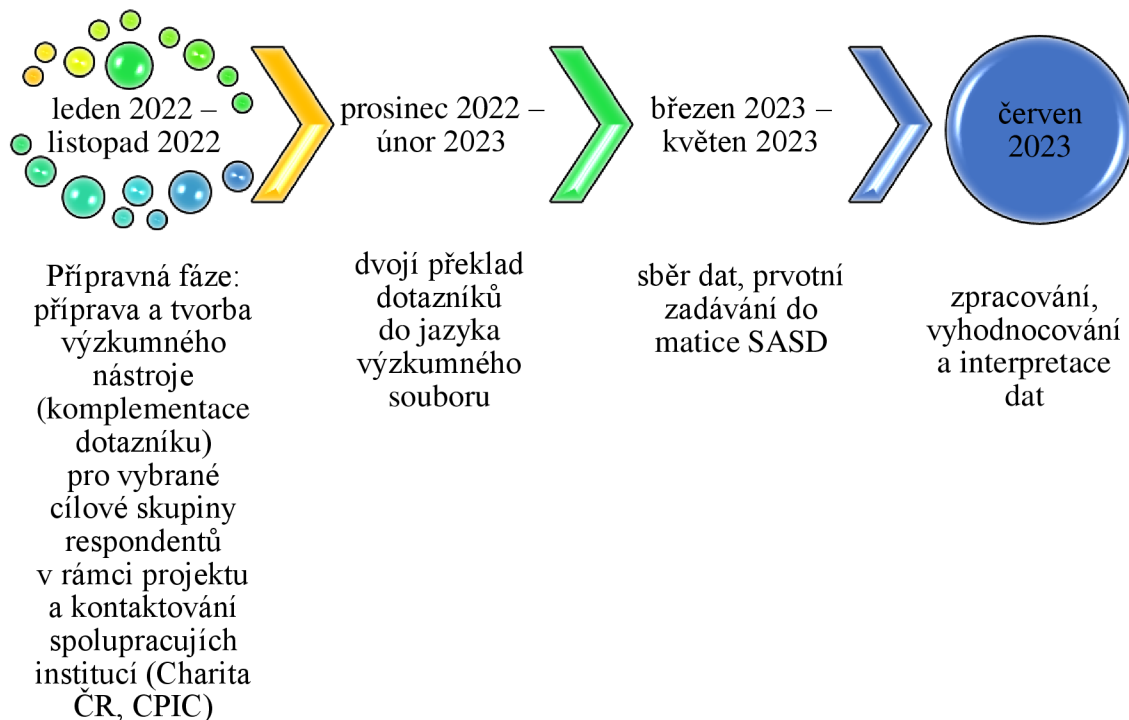 leden 2022 –
listopad 2022
prosinec 2022 –
únor 2023
březen 2023 –
květen 2023
červen
2023
Přípravná fáze:
příprava a tvorba
výzkumného
nástroje
(komplementace
dotazníku)
pro vybrané
cílové skupiny
respondentů
v rámci projektu
a kontaktování
spolupracujích
institucí (Charita
ČR, CPIC)
dvojí překlad
dotazníků
do jazyka
výzkumného
souboru
sběr dat, prvotní
zadávání do
matice SASD
zpracování,
vyhodnocování
a interpretace
dat